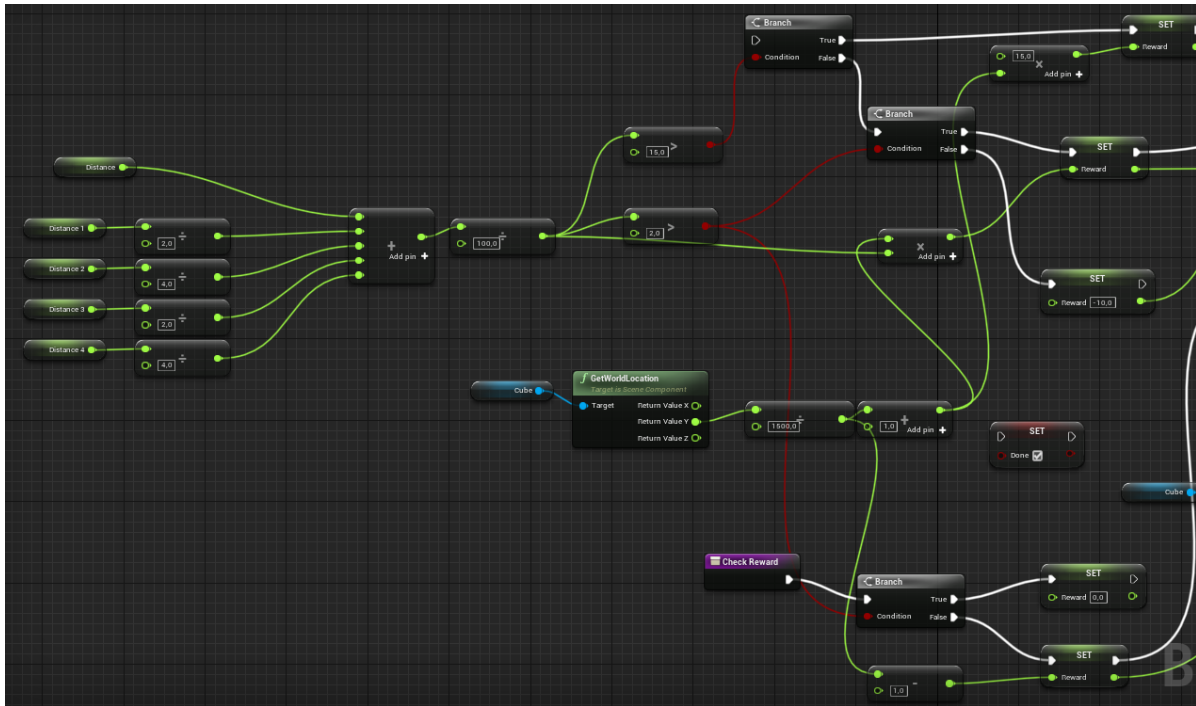 Branch
True
Condition
False
SET
Reward
15,0
×
Add pin +
Branch
True
Condition
False
15,0 >
SET
Reward
Distance
Distance 1
2,0 ÷
+
Add pin +
100,0 ÷
2,0 >
×
Add pin +
Distance 2
4,0 ÷
SET
Reward -10,0
Distance 3
2,0 ÷
Distance 4
4,0 ÷
Cube
f GetWorldLocation
Target is Scene Component
Target
Return Value X
Return Value Y
Return Value Z
1500,0 ÷
1,0 +
Add pin +
SET
Done
Cube
Check Reward
Branch
True
Condition
False
SET
Reward 0,0
SET
Reward
1,0 -
B